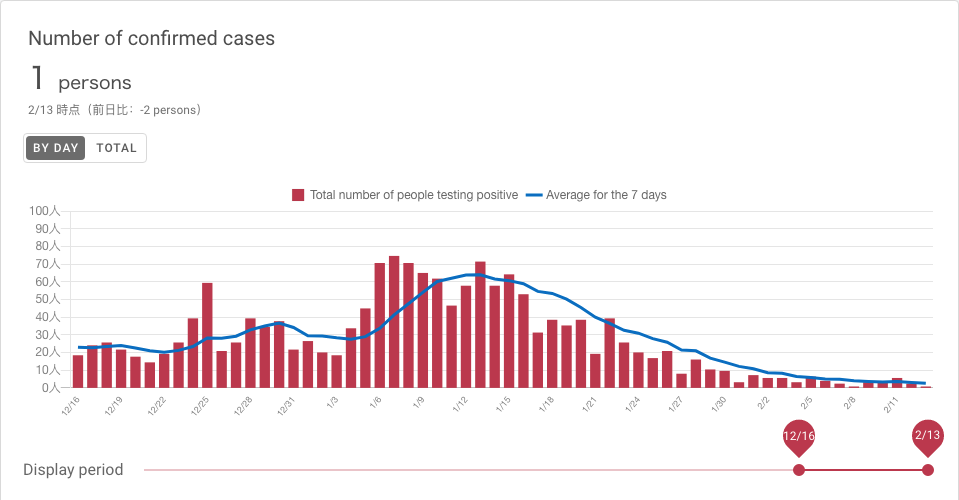 Number of confirmed cases
1 persons
2/13 時点（前日比：-2 persons）
BY DAY TOTAL
Total number of people testing positive Average for the 7 days
100人
90人
80人
70人
60人
50人
40人
30人
20人
10人
0人
12/16 12/19 12/22 12/25 12/28 12/31 1/3 1/6 1/9 1/12 1/15 1/18 1/21 1/24 1/27 1/30 2/2 2/5 2/8 2/11
12/16 2/13
Display period